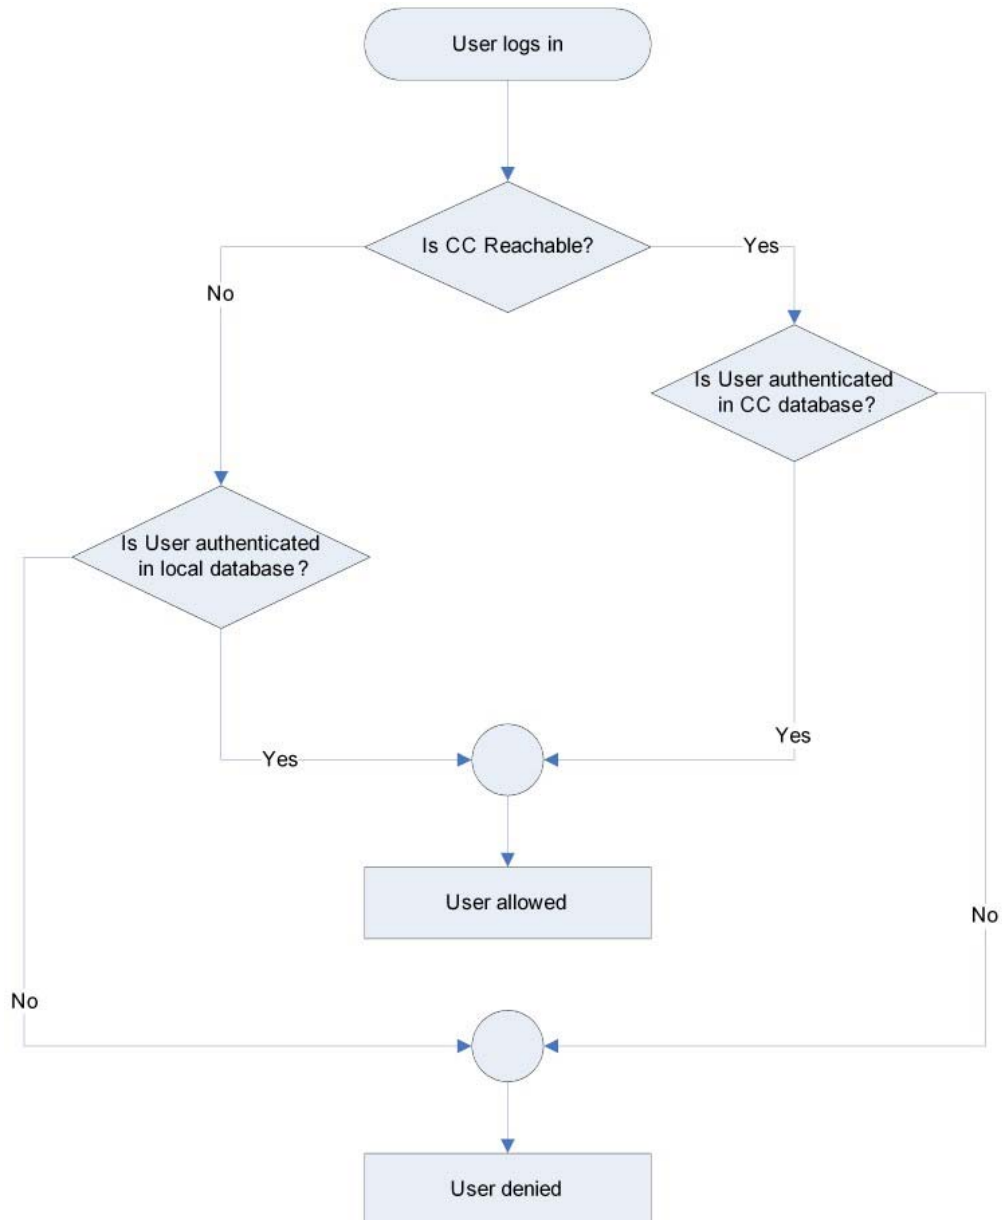 User logs in
Is CC Reachable?
Yes
No
Is User authenticated
in CC database?
Is User authenticated
in local database?
Yes
Yes
User allowed
No
No
User denied